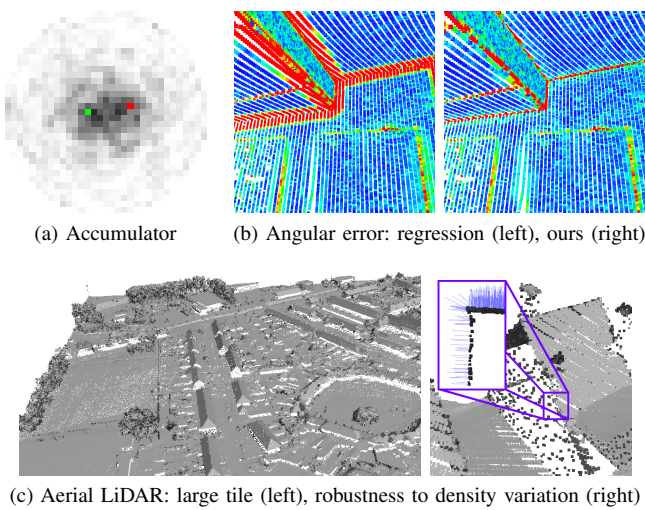 (a) Accumulator
(b) Angular error: regression (left), ours (right)
(c) Aerial LiDAR: large tile (left), robustness to density variation (right)